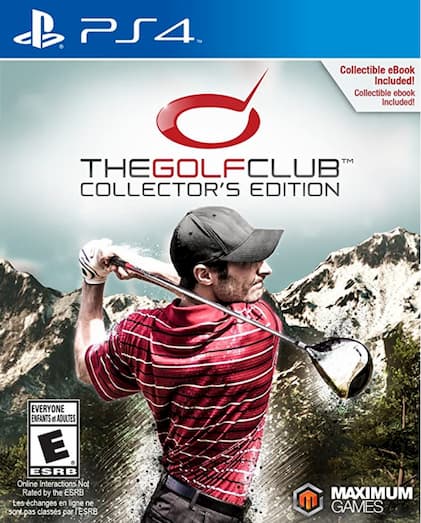 PS4™
Collectible eBook
Included!
Collectible ebook
Included!
THEGOLFCLUB™
COLLECTOR'S EDITION
EVERYONE
ENFANTS et ADULTES
E
ESRB
Online Interactions Not
Rated by the ESRB
Les échanges en ligne ne
sont pas classés par l'ESRB
MAXIMUM
GAMES